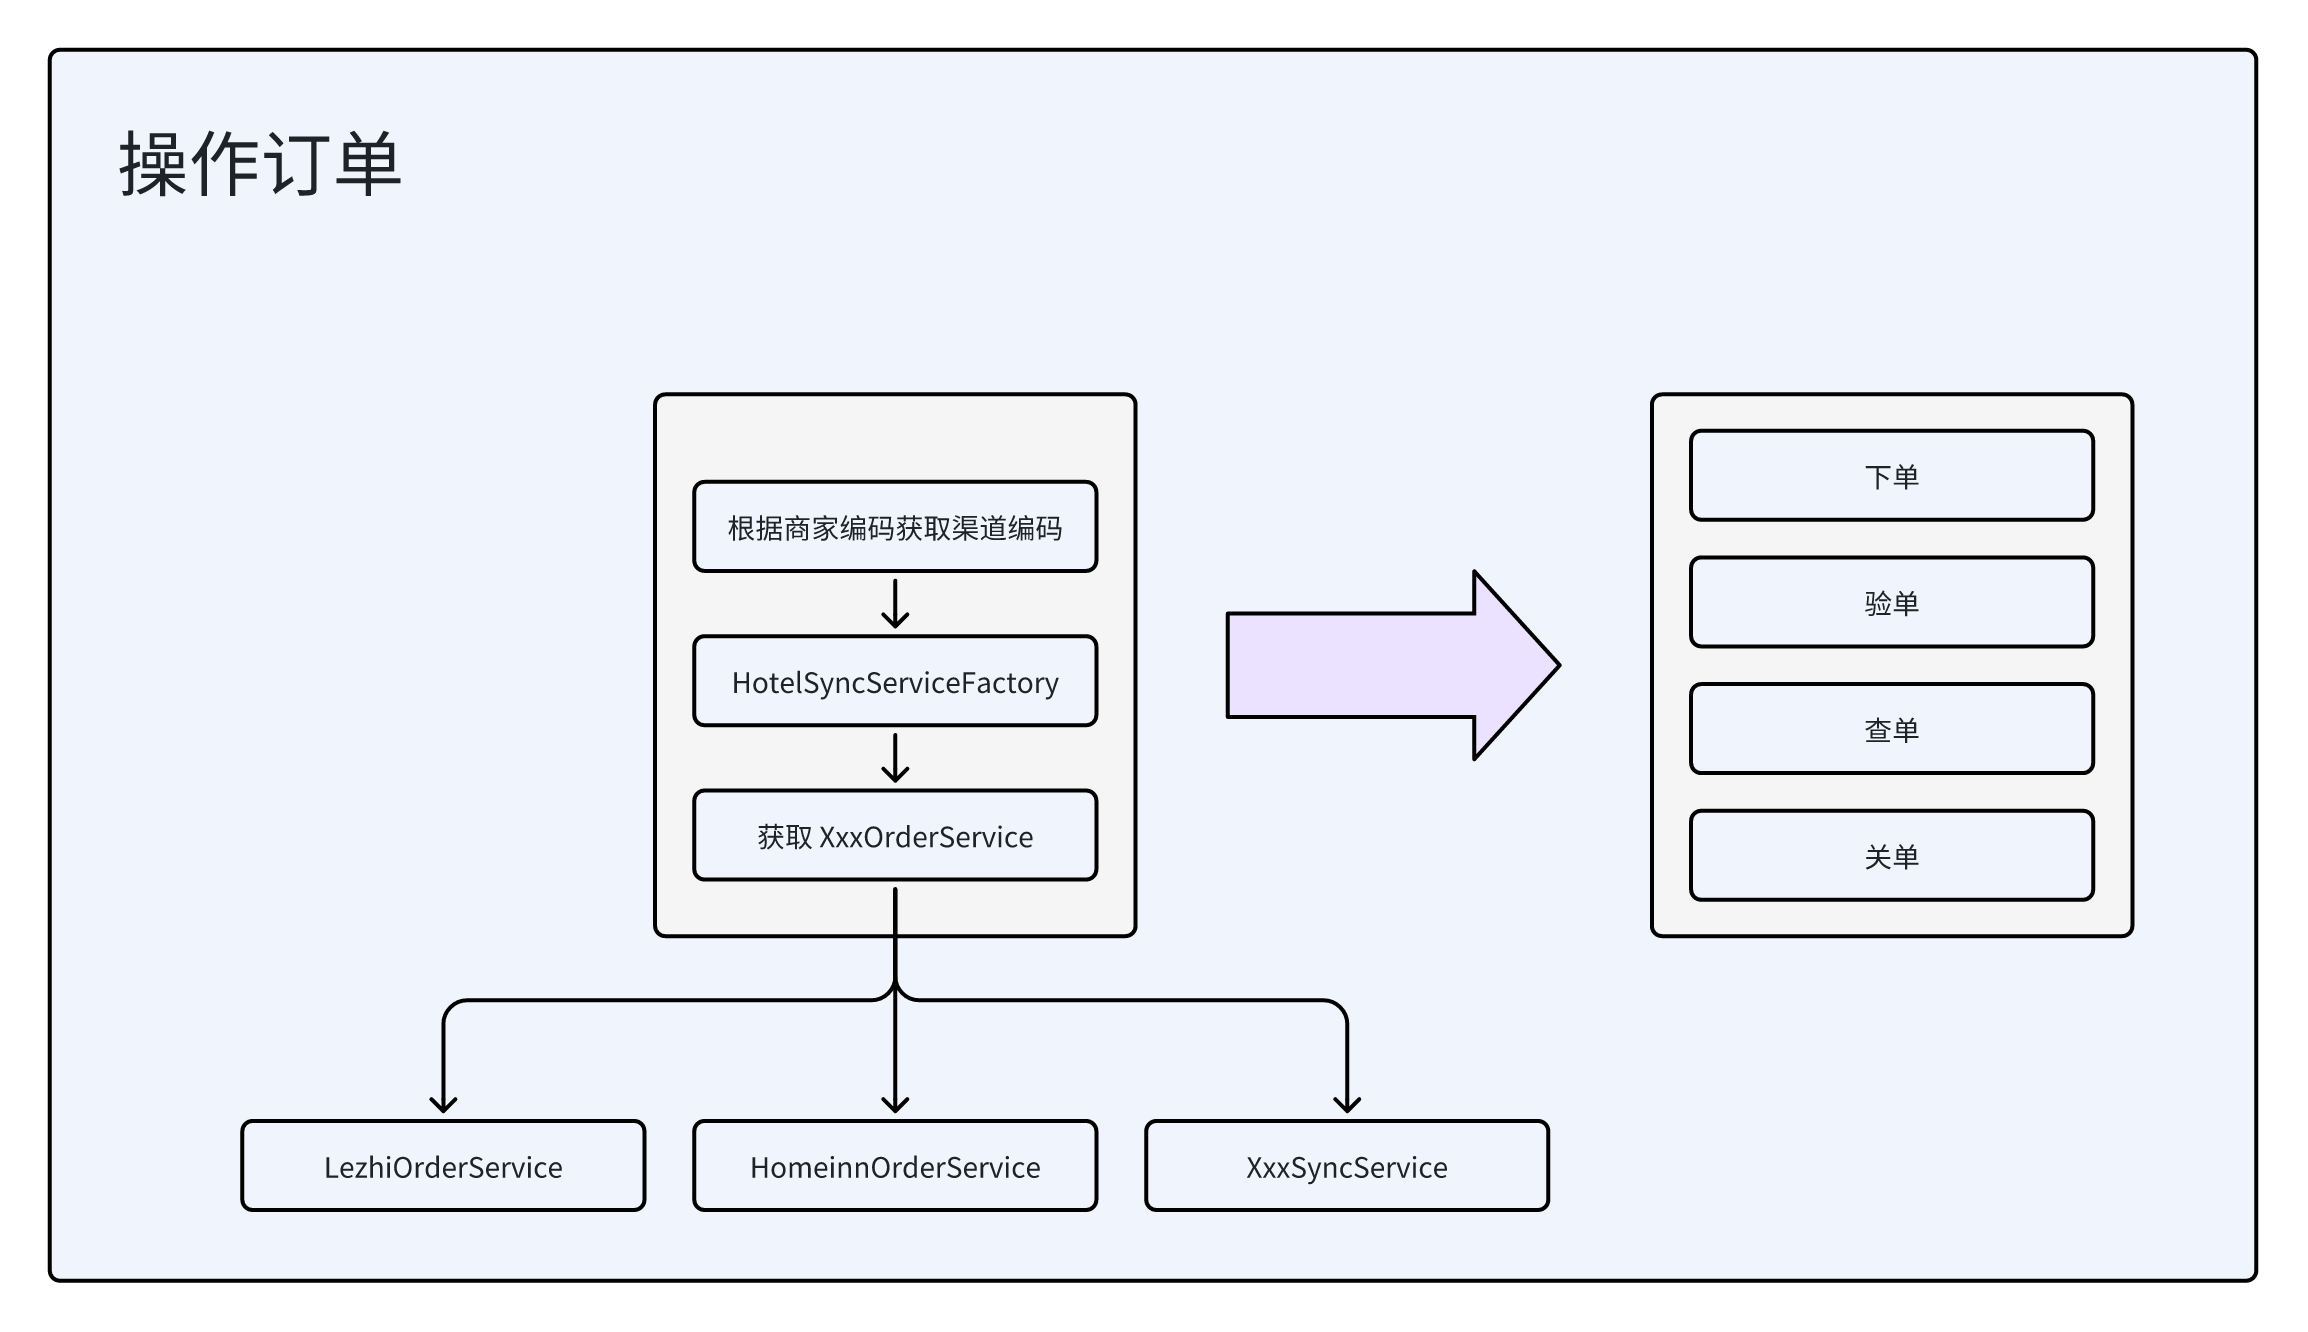 操作订单
根据商家编码获取渠道编码
HotelSyncServiceFactory
获取 XxxOrderService
LezhiOrderService
HomeinnOrderService
XxxSyncService
下单
验单
查单
关单